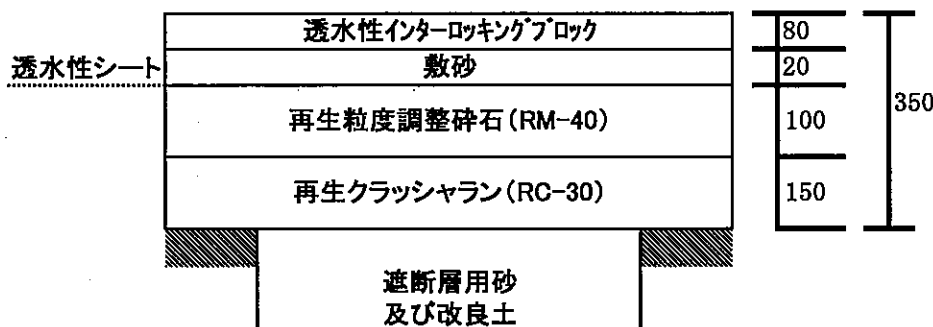 透水性インターロッキングブロック
80
透水性シート
敷砂
20
再生粒度調整砕石(RM-40)
100
350
再生クラッシャラン(RC-30)
150
遮断層用砂
及び改良土